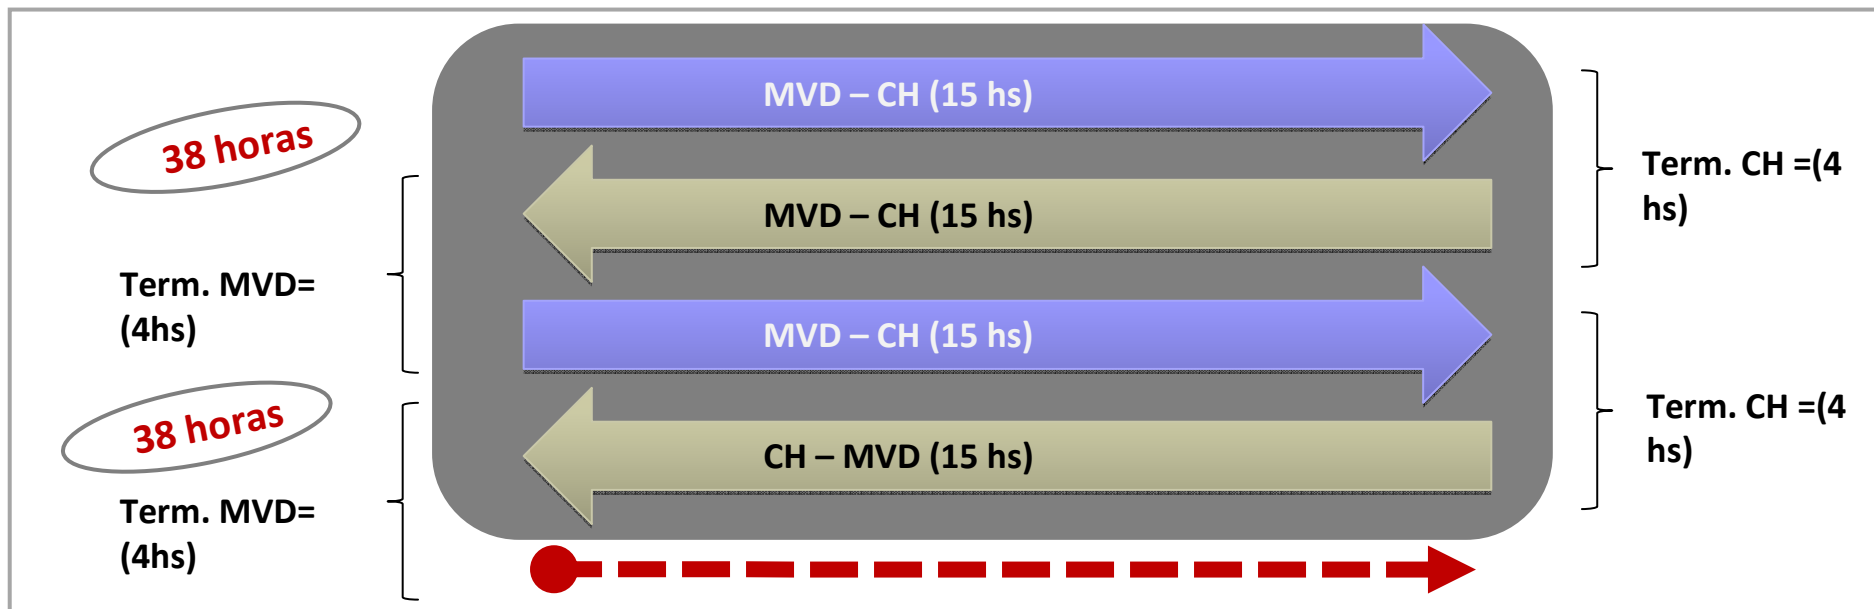 MVD – CH (15 hs)
38 horas
Term. CH =(4
hs)
MVD – CH (15 hs)
Term. MVD=
(4hs)
MVD – CH (15 hs)
38 horas
Term. CH =(4
hs)
CH – MVD (15 hs)
Term. MVD=
(4hs)